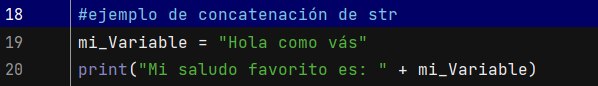 18 #ejemplo de concatenación de str
19 mi_Variable = "Hola como vás"
20 print("Mi saludo favorito es: " + mi_Variable)